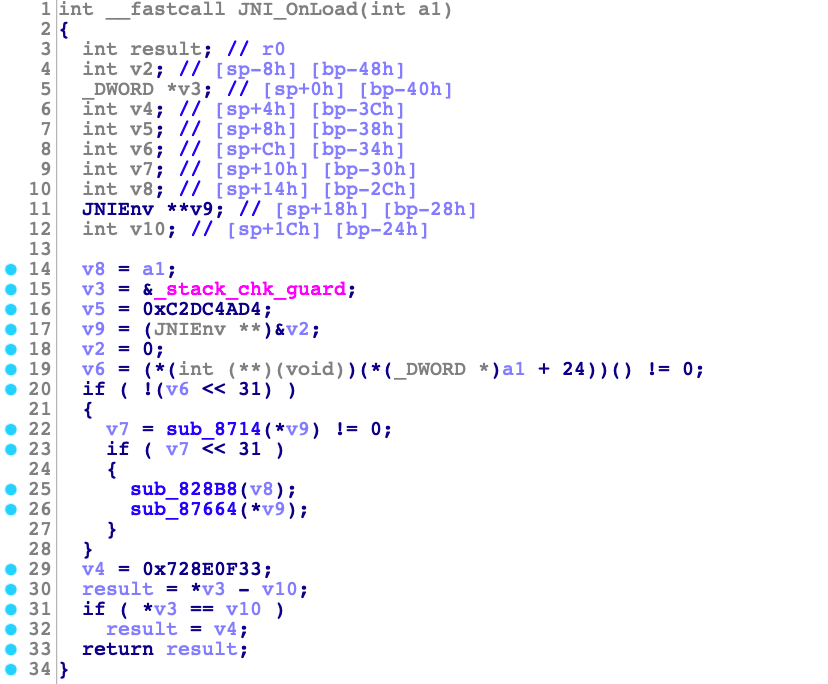 1 int __fastcall JNI_OnLoad(int a1)
2 {
3 int result; // r0
4 int v2; // [sp-8h] [bp-48h]
5 _DWORD *v3; // [sp+0h] [bp-40h]
6 int v4; // [sp+4h] [bp-3Ch]
7 int v5; // [sp+8h] [bp-38h]
8 int v6; // [sp+Ch] [bp-34h]
9 int v7; // [sp+10h] [bp-30h]
10 int v8; // [sp+14h] [bp-2Ch]
11 JNIEnv **v9; // [sp+18h] [bp-28h]
12 int v10; // [sp+1Ch] [bp-24h]
13
14 v8 = a1;
15 v3 = &_stack_chk_guard;
16 v5 = 0xC2DC4AD4;
17 v9 = (JNIEnv **)&v2;
18 v2 = 0;
19 v6 = (*(int (**)(void))(*(_DWORD *)a1 + 24))() != 0;
20 if ( !(v6 << 31) )
21 {
22 v7 = sub_8714(*v9) != 0;
23 if ( v7 << 31 )
24 {
25 sub_828B8(v8);
26 sub_87664(*v9);
27 }
28 }
29 v4 = 0x728E0F33;
30 result = *v3 - v10;
31 if ( *v3 == v10 )
32 result = v4;
33 return result;
34 }